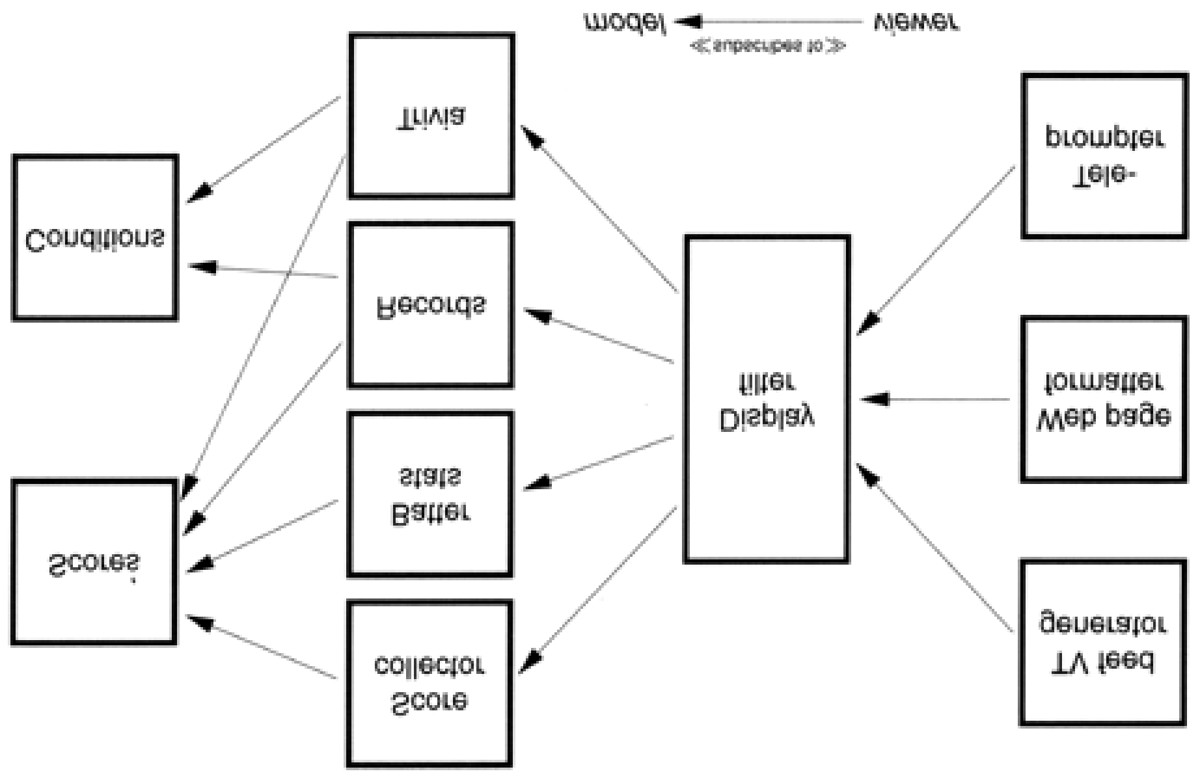 Score
collector
TV feed
generator
Scores
Batter
stats
Display
filter
Web page
formatter
Records
Conditions
Trivia
Tele-
prompter
≪subscribes to≫
model
viewer